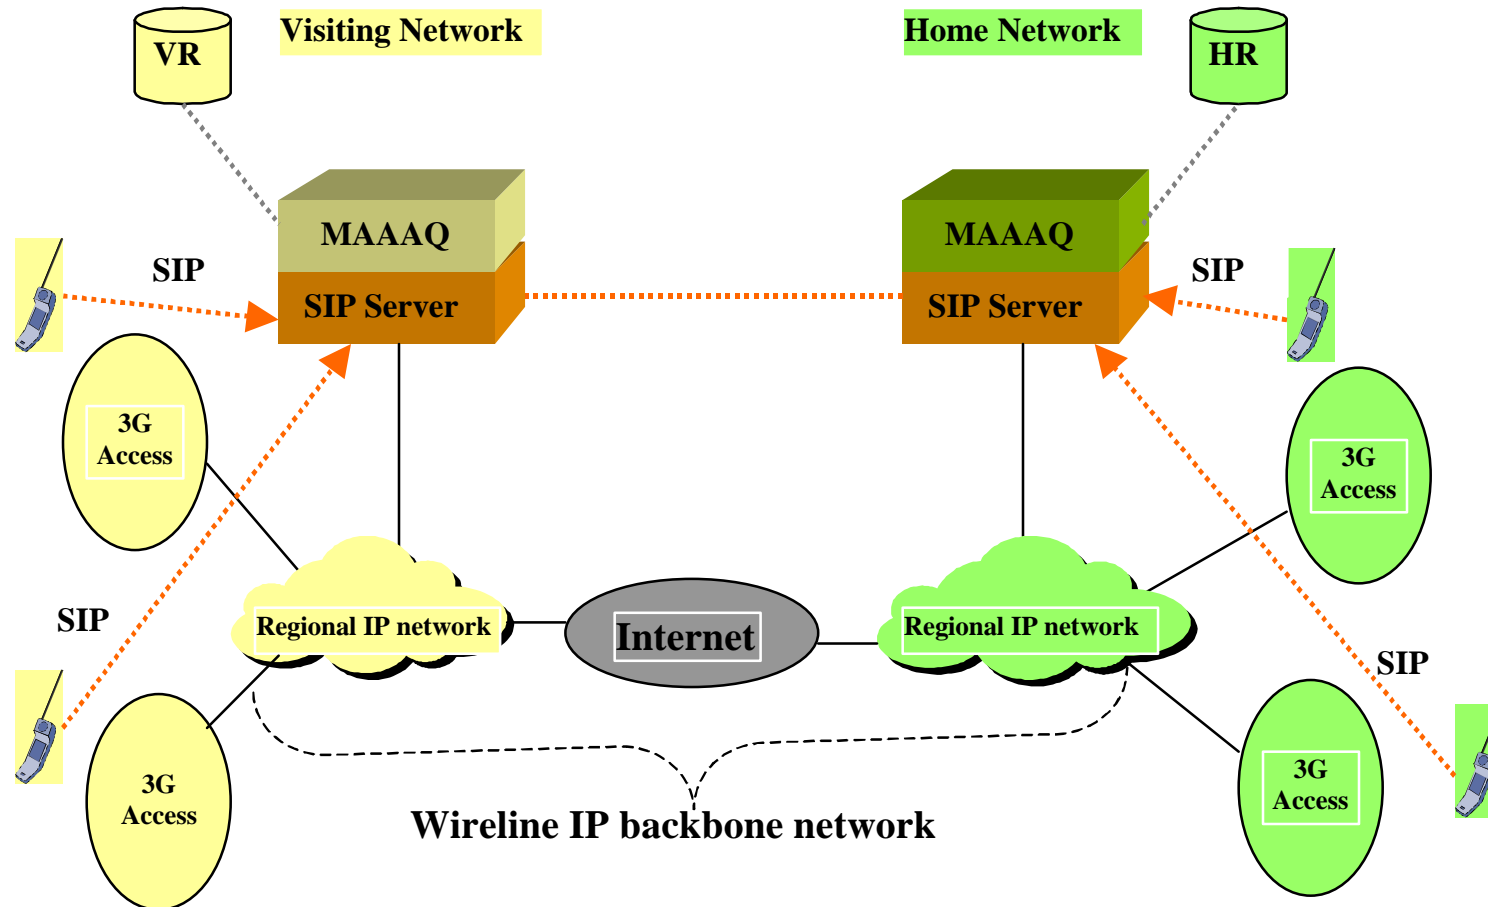 VR
Visiting Network
Home Network
HR
MAAAQ
MAAAQ
SIP
SIP
SIP Server
SIP Server
3G
Access
3G
Access
SIP
Regional IP network
Internet
Regional IP network
SIP
3G
Access
3G
Access
Wireline IP backbone network